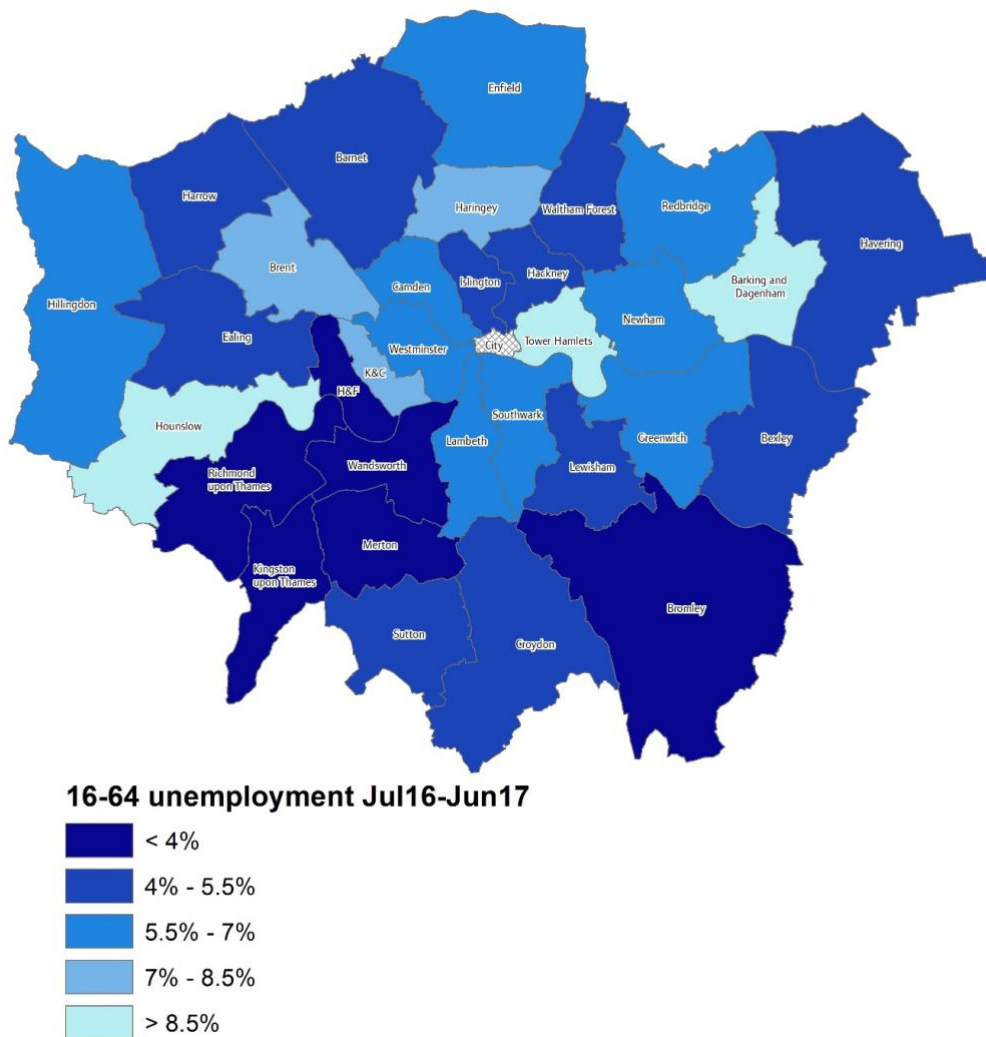 Enfield
Barnet
Harrow
Haringey
Waltham Forest
Redbridge
Havering
Brent
Hillingdon
Camden
Islington
Hackney
Barking and
Dagenham
Ealing
Newham
Westminster
City
Tower Hamlets
K&C
H&F
Hounslow
Southwark
Lambeth
Greenwich
Bexley
Wandsworth
Lewisham
Richmond
upon Thames
Merton
Kingston
upon Thames
Bromley
Sutton
Croydon
16-64 unemployment Jul16-Jun17
< 4%
4% - 5.5%
5.5% - 7%
7% - 8.5%
> 8.5%